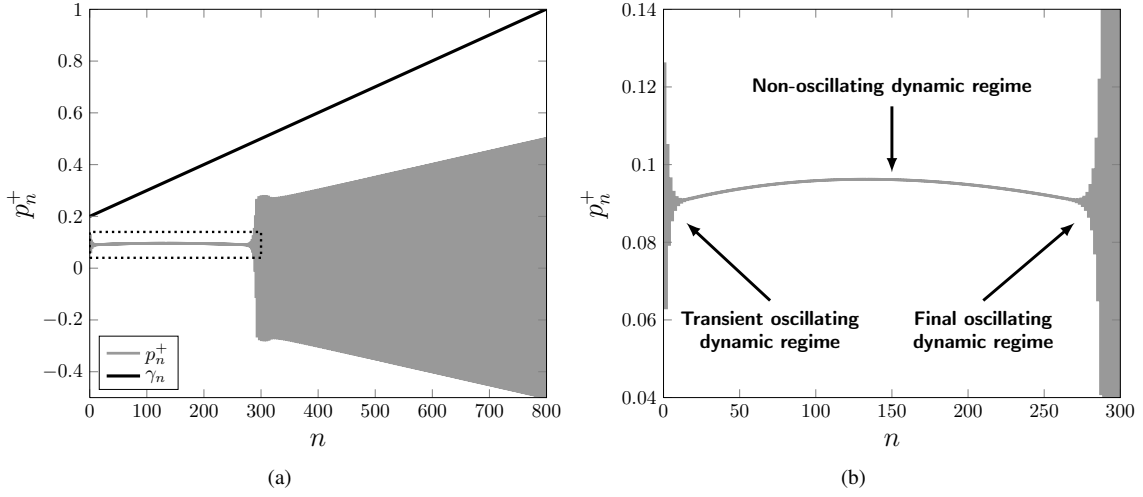 1
0.8
0.6
0.4
0.2
0
−0.2
−0.4
p_n^+
0 100 200 300 400 500 600 700 800
n
p_n^+
γ_n
(a)
0.14
0.12
0.1
0.08
0.06
0.04
p_n^+
0 50 100 150 200 250 300
n
Non-oscillating dynamic regime
Transient oscillating
dynamic regime
Final oscillating
dynamic regime
(b)